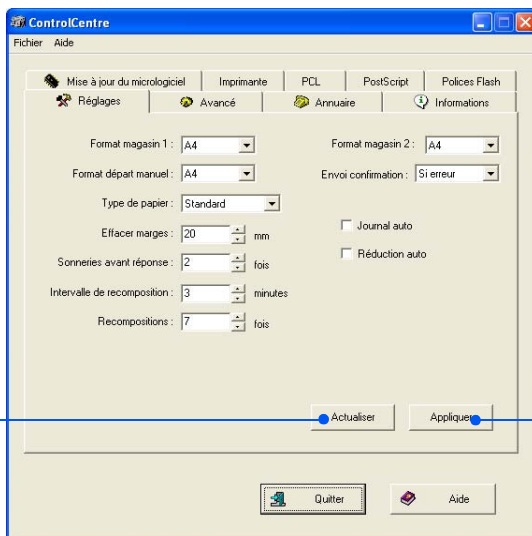 ControlCentre
Fichier Aide
Mise à jour du micrologiciel Imprimante PCL PostScript Polices Flash
Réglages Avancé Annuaire Informations
Format magasin 1 : A4 Format magasin 2 : A4
Format départ manuel : A4 Envoi confirmation : Si erreur
Type de papier : Standard
Effacer marges : 20 mm Journal auto
Sonneries avant réponse : 2 fois Réduction auto
Intervalle de recomposition : 3 minutes
Recompositions : 7 fois
Actualiser Appliquer
Quitter Aide